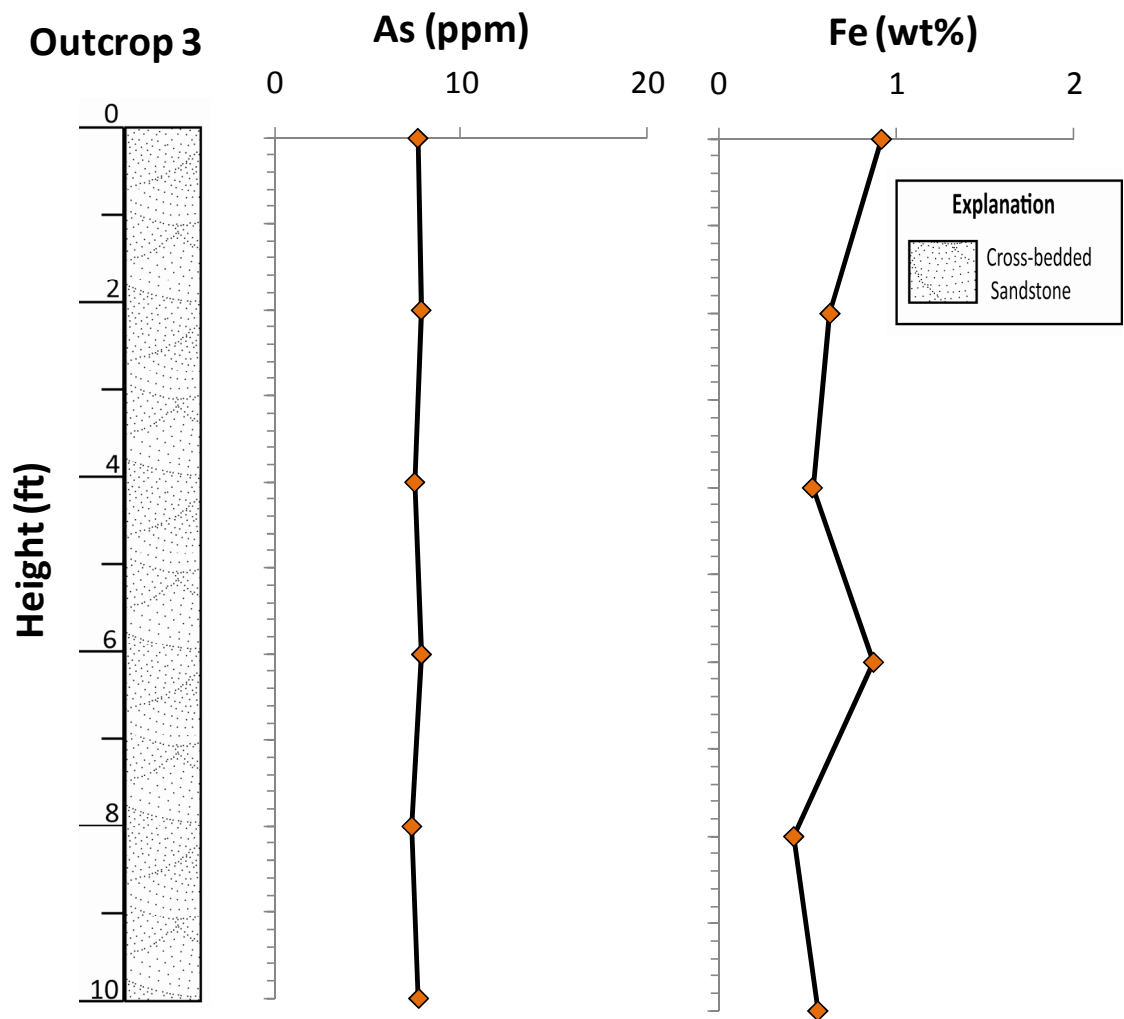 Outcrop 3
As (ppm)
Fe (wt%)
0
10
20
0
1
2
Height (ft)
0
2
4
6
8
10
Explanation
Cross-bedded
Sandstone